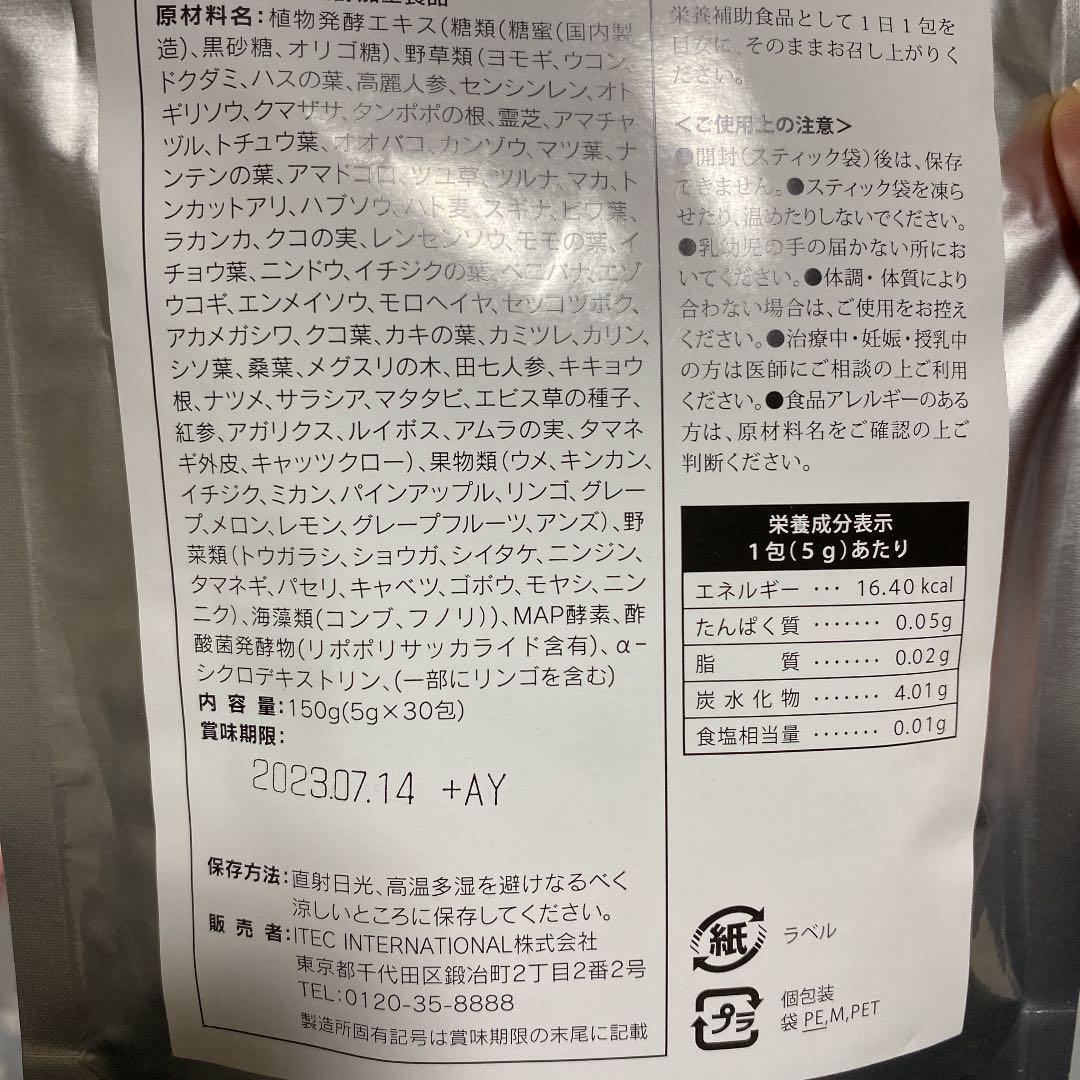 原材料名:植物発酵エキス(糖類(糖蜜(国内製
造)、黒砂糖、オリゴ糖)、野草類(ヨモギ、ウコン、
ドクダミ、ハスの葉、高麗人参、センシンレン、オト
ギリソウ、クマザサ、タンポポの根、霊芝、アマチャ
ヅル、トチュウ葉、オオバコ、カンゾウ、マツ葉、ナ
ンテンの葉、アマドコロ、ツユ草、ツルナ、マカ、ト
ンカットアリ、ハブソウ、ハト麦、スギナ、ビワ葉、
ラカンカ、クコの実、レンセンソウ、モモの葉、イ
チョウ葉、ニンドウ、イチジクの葉、ベニバナ、エゾ
ウコギ、エンメイソウ、モロヘイヤ、セッコツボク、
アカメガシワ、クコ葉、カキの葉、カミツレ、カリン、
シソ葉、桑葉、メグスリの木、田七人参、キキョウ
根、ナツメ、サラシア、マタタビ、エビス草の種子、
紅参、アガリクス、ルイボス、アムラの実、タマネ
ギ外皮、キャッツクロー)、果物類(ウメ、キンカン、
イチジク、ミカン、パインアップル、リンゴ、グレー
プ、メロン、レモン、グレープフルーツ、アンズ)、野
菜類(トウガラシ、ショウガ、シイタケ、ニンジン、
タマネギ、パセリ、キャベツ、ゴボウ、モヤシ、ニン
ニク)、海藻類(コンブ、フノリ))、MAP酵素、酢
酸菌発酵物(リポポリサッカライド含有)、α-
シクロデキストリン、(一部にリンゴを含む)
内容量:150g(5g×30包)
賞味期限:
2023.07.14 +AY
保存方法:直射日光、高温多湿を避けなるべく
涼しいところに保存してください。
販売者:ITEC INTERNATIONAL株式会社
東京都千代田区鍛冶町2丁目2番2号
TEL:0120-35-8888
製造所固有記号は賞味期限の末尾に記載
栄養補助食品として1日1包を
目安に、そのままお召し上がりく
ださい。
＜ご使用上の注意＞
●開封(スティック袋)後は、保存
できません。●スティック袋を凍ら
せたり、温めたりしないでください。
●乳幼児の手の届かない所にお
いてください。●体調・体質により
合わない場合は、ご使用をお控え
ください。●治療中・妊娠・授乳中
の方は医師にご相談の上ご利用
ください。●食品アレルギーのある
方は、原材料名をご確認の上ご
判断ください。
栄養成分表示
1包(5g)あたり
エネルギー … 16.40 kcal
たんぱく質 ……. 0.05g
脂質 ……. 0.02g
炭水化物 ……. 4.01g
食塩相当量 ……. 0.01g
紙 ラベル
プラ 個包装
袋 PE,M,PET